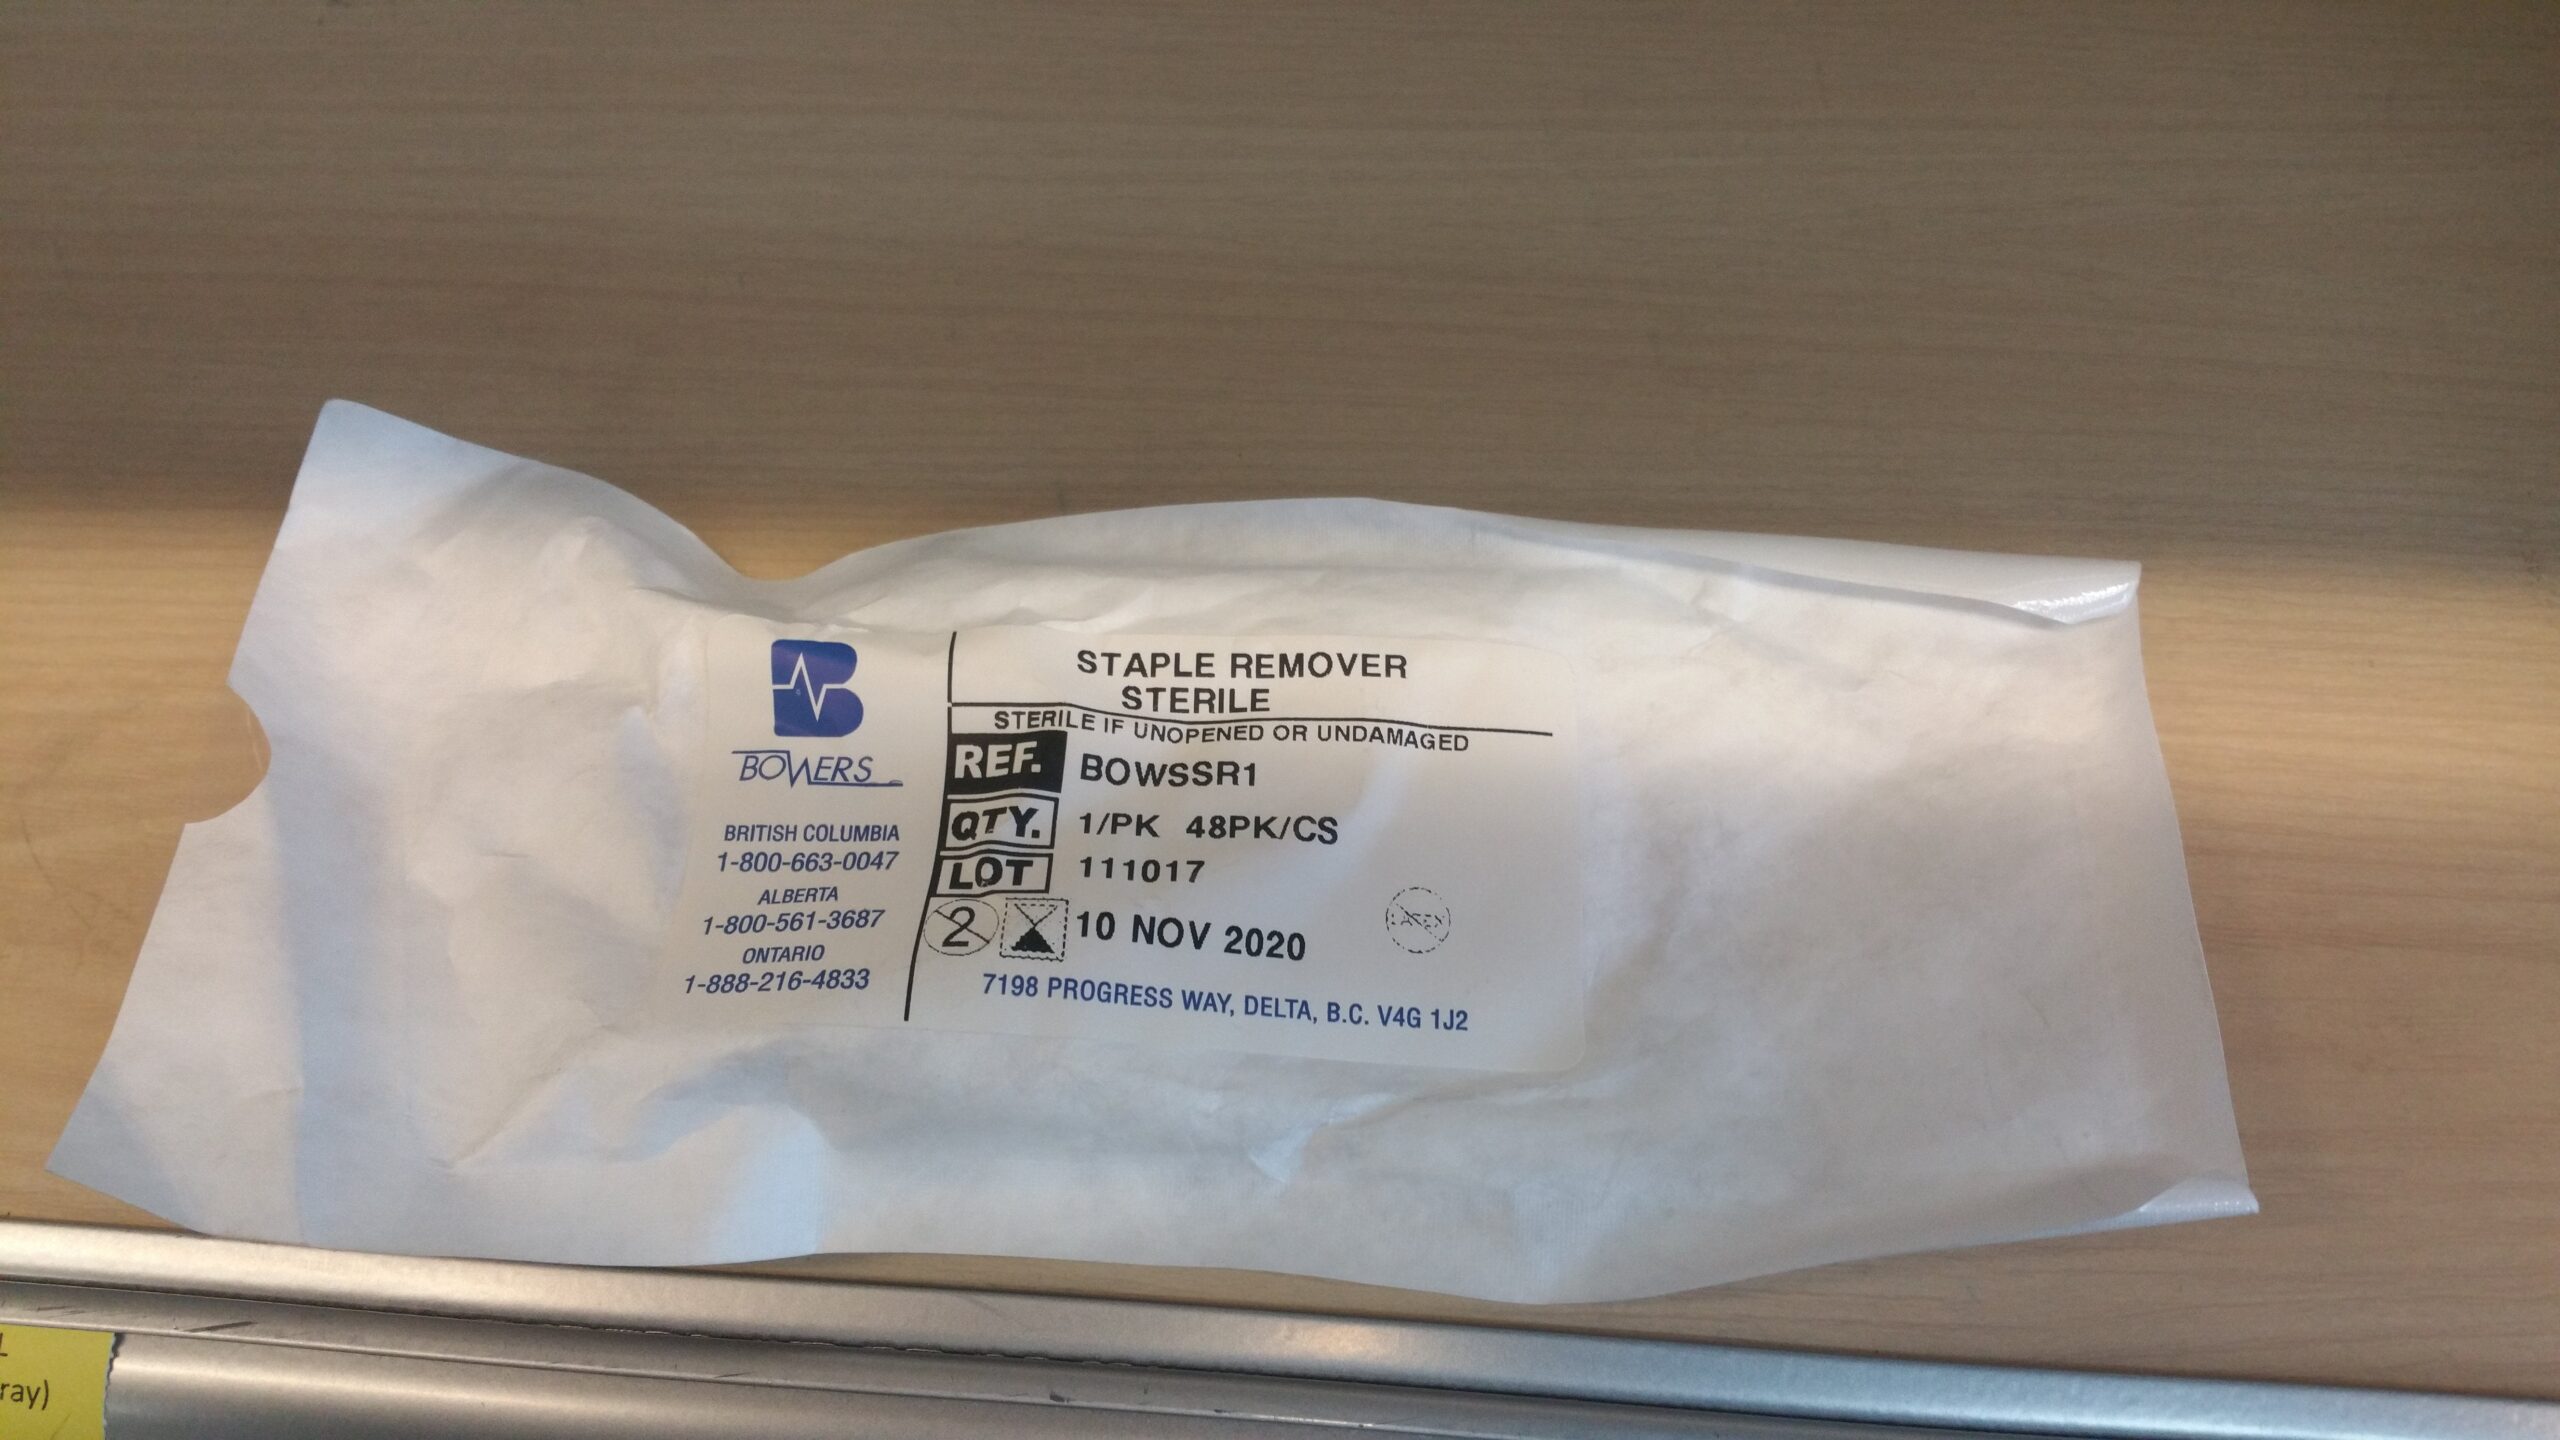 BOWERS
BRITISH COLUMBIA
1-800-663-0047
ALBERTA
1-800-561-3687
ONTARIO
1-888-216-4833
STAPLE REMOVER
STERILE
STERILE IF UNOPENED OR UNDAMAGED
REF. BOWSSR1
QTY. 1/PK 48PK/CS
LOT 111017
2 10 NOV 2020
LATEX
7198 PROGRESS WAY, DELTA, B.C. V4G 1J2
L
ray)